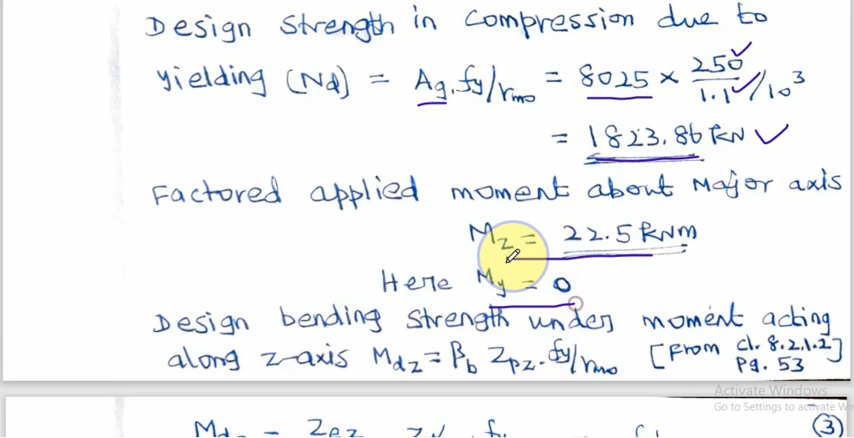 Design strength in compression due to
yielding (Nd) = Ag.fy/γmo = 8025 × 250/1.1 /10³
= 1823.86 kN
Factored applied moment about Major axis
Mz = 22.5 kNm
Here My = 0
Design bending strength under moment acting
along z-axis Mdz = βb Zpz.fy/γmo [From cl. 8.2.1.2] Pg. 53
Activate Windows
Go to Settings to activate W
(3)